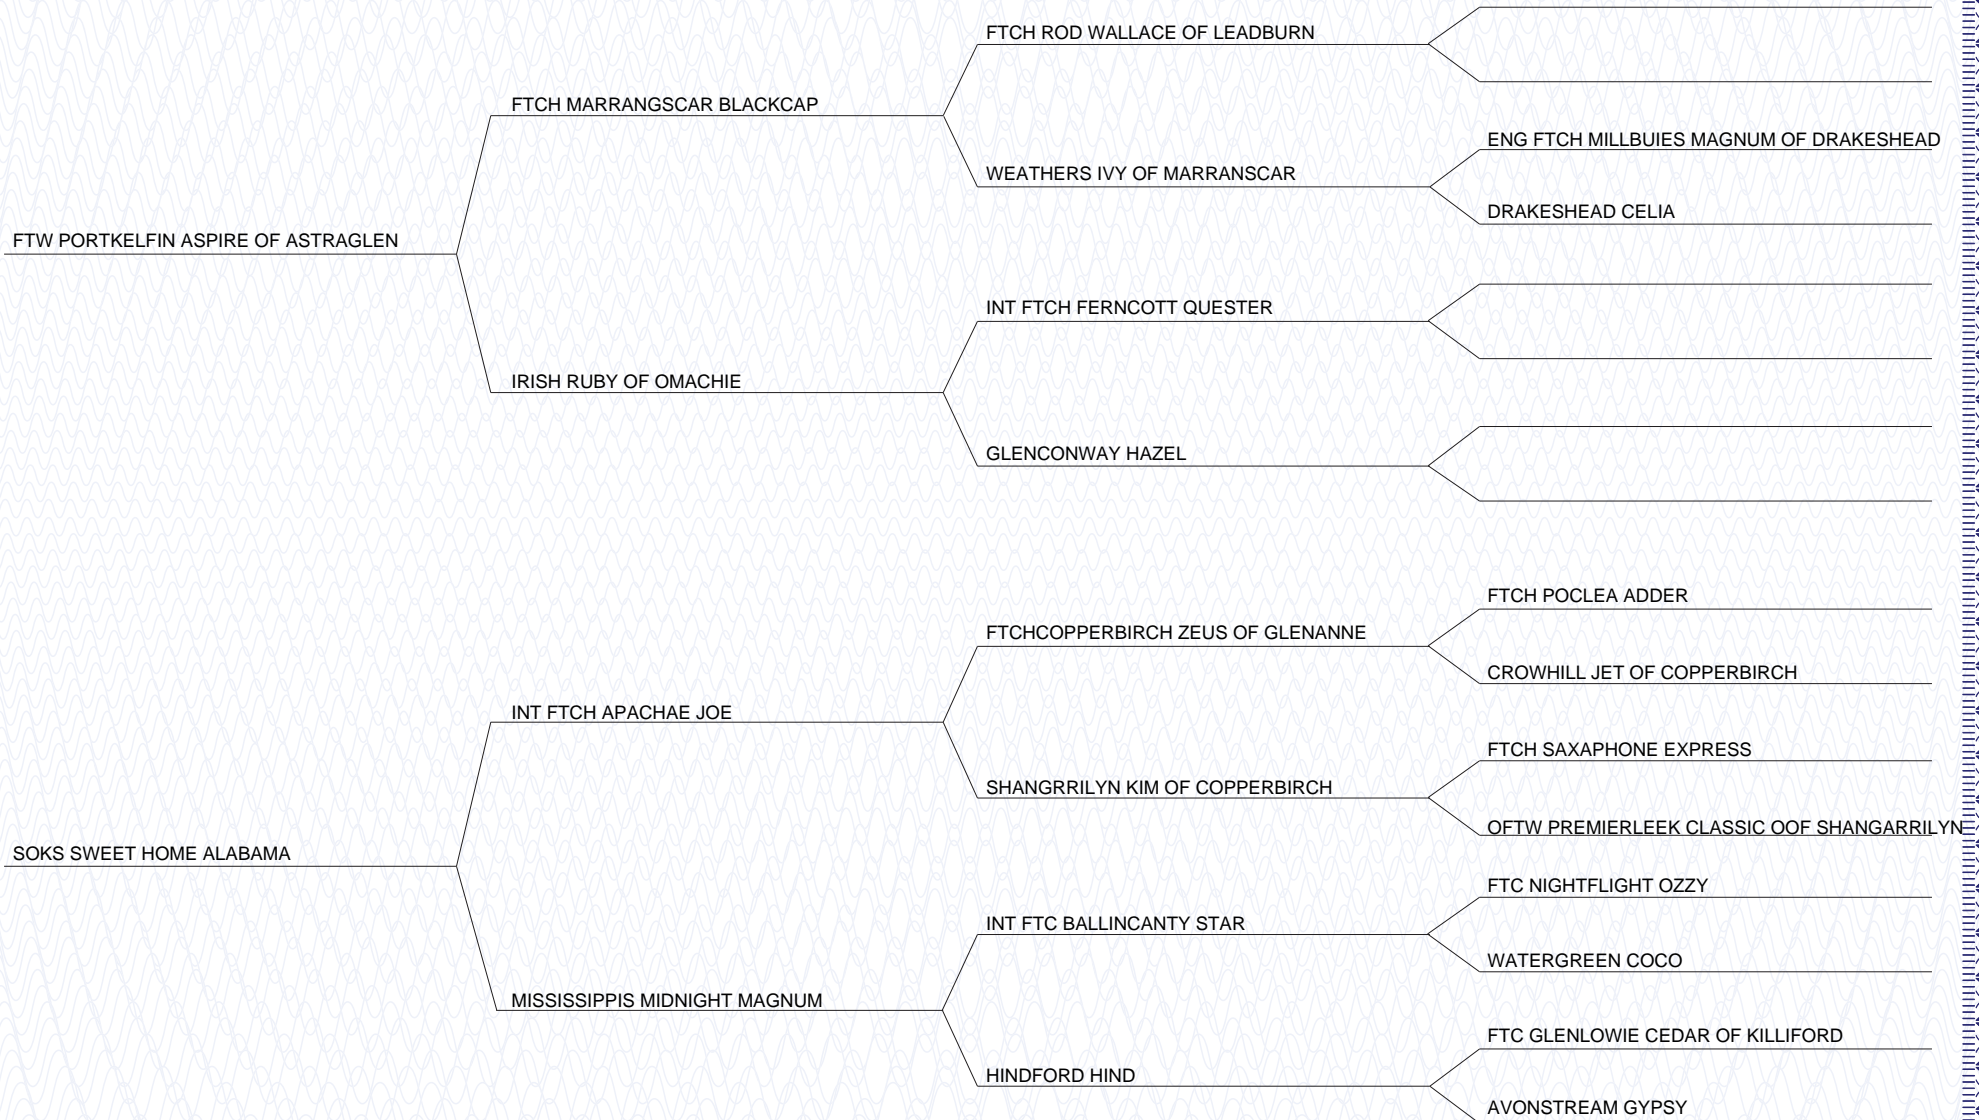 FTCH ROD WALLACE OF LEADBURN
FTCH MARRANGSCAR BLACKCAP
ENG FTCH MILLBUIES MAGNUM OF DRAKESHEAD
WEATHERS IVY OF MARRANSCAR
DRAKESHEAD CELIA
FTW PORTKELFIN ASPIRE OF ASTRAGLEN
INT FTCH FERNCOTT QUESTER
IRISH RUBY OF OMACHIE
GLENCONWAY HAZEL
FTCH POCLEA ADDER
FTCHCOPPERBIRCH ZEUS OF GLENANNE
CROWHILL JET OF COPPERBIRCH
INT FTCH APACHAE JOE
FTCH SAXAPHONE EXPRESS
SHANGRRILYN KIM OF COPPERBIRCH
OFTW PREMIERLEEK CLASSIC OOF SHANGARRILYN
SOKS SWEET HOME ALABAMA
FTC NIGHTFLIGHT OZZY
INT FTC BALLINCANTY STAR
WATERGREEN COCO
MISSISSIPPIS MIDNIGHT MAGNUM
FTC GLENLOWIE CEDAR OF KILLIFORD
HINDFORD HIND
AVONSTREAM GYPSY